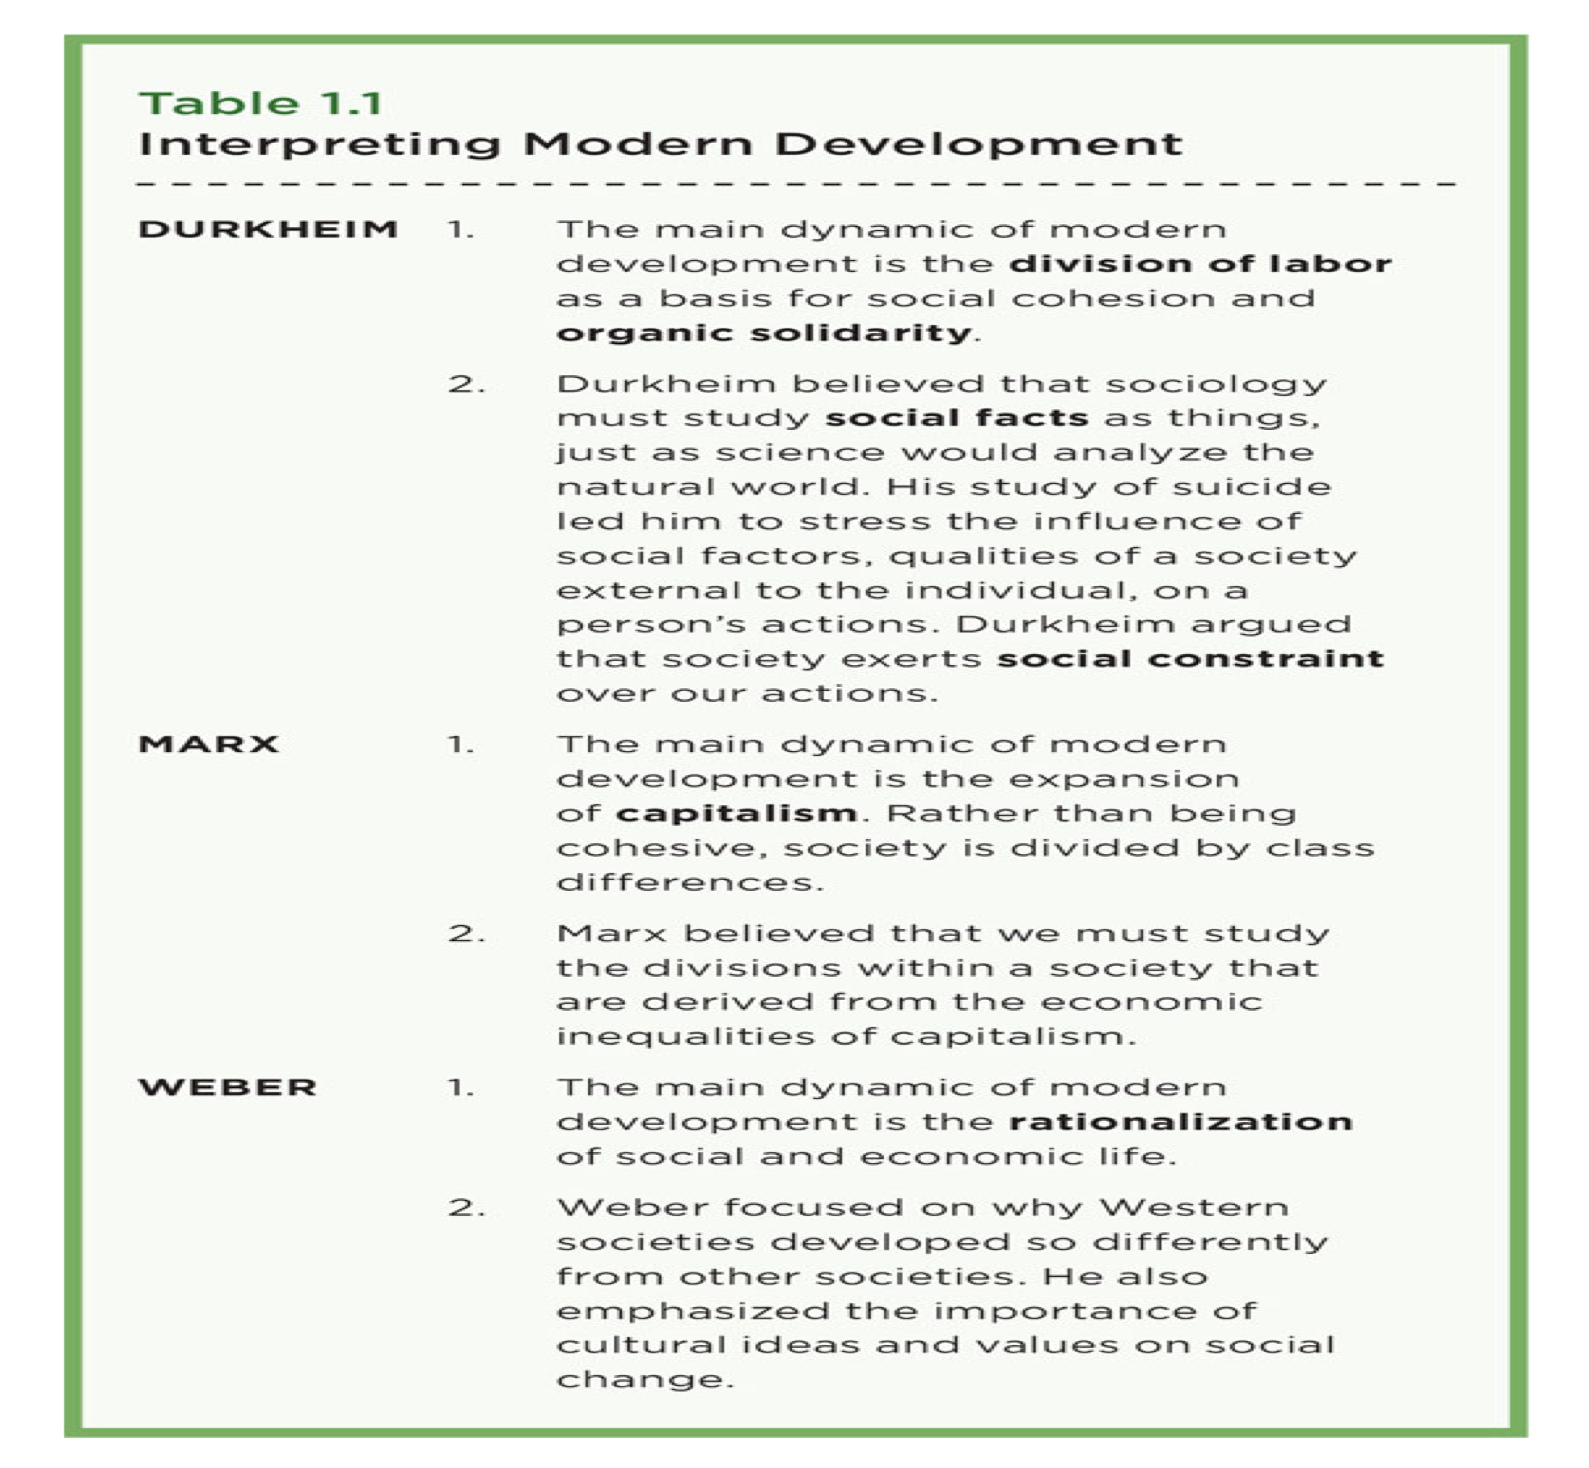 Table 1.1
Interpreting Modern Development
DURKHEIM 1. The main dynamic of modern
development is the division of labor
as a basis for social cohesion and
organic solidarity.
2. Durkheim believed that sociology
must study social facts as things,
just as science would analyze the
natural world. His study of suicide
led him to stress the influence of
social factors, qualities of a society
external to the individual, on a
person's actions. Durkheim argued
that society exerts social constraint
over our actions.
MARX 1. The main dynamic of modern
development is the expansion
of capitalism. Rather than being
cohesive, society is divided by class
differences.
2. Marx believed that we must study
the divisions within a society that
are derived from the economic
inequalities of capitalism.
WEBER 1. The main dynamic of modern
development is the rationalization
of social and economic life.
2. Weber focused on why Western
societies developed so differently
from other societies. He also
emphasized the importance of
cultural ideas and values on social
change.